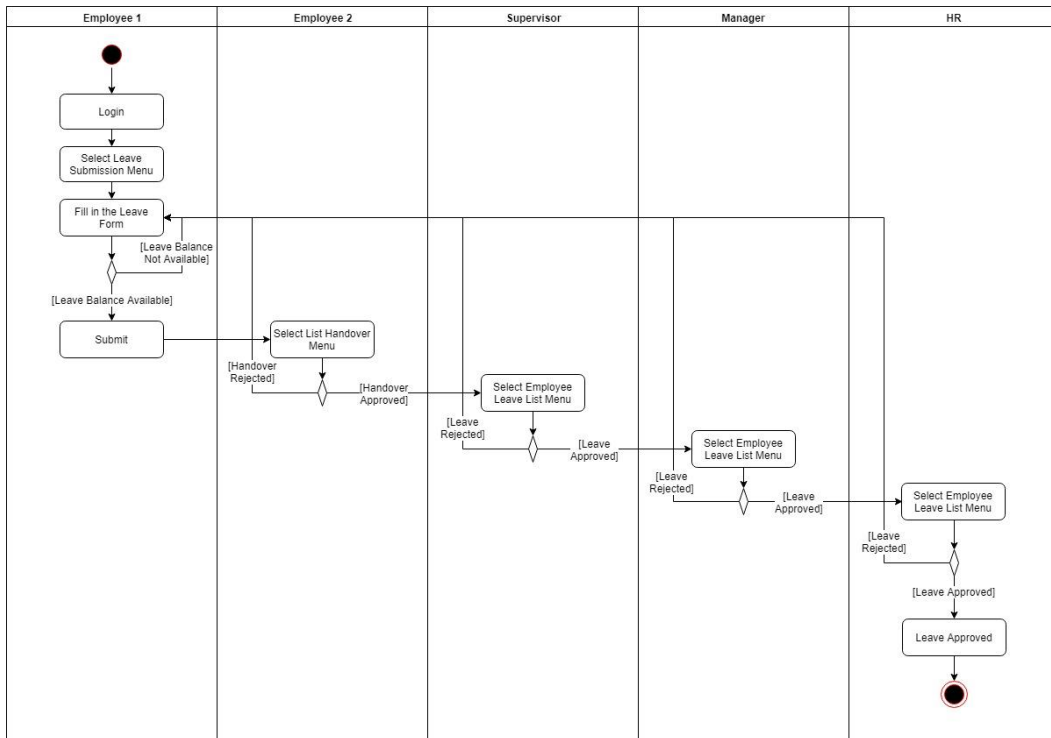 Employee 1
Employee 2
Supervisor
Manager
HR
Login
Select Leave
Submission Menu
Fill in the Leave
Form
[Leave Balance
Not Available]
[Leave Balance Available]
Submit
Select List Handover
Menu
[Handover
Rejected]
[Handover
Approved]
Select Employee
Leave List Menu
[Leave
Rejected]
[Leave
Approved]
Select Employee
Leave List Menu
[Leave
Rejected]
[Leave
Approved]
Select Employee
Leave List Menu
[Leave
Rejected]
[Leave Approved]
Leave Approved